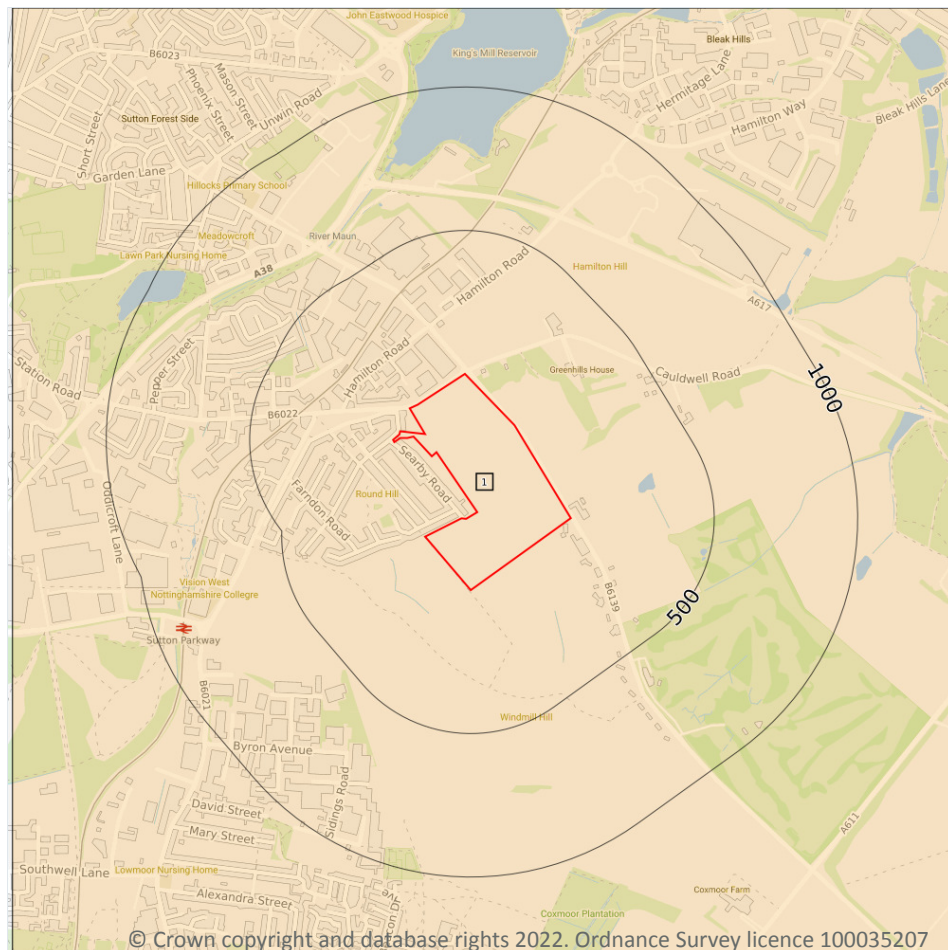 John Eastwood Hospice
B6023
King's Mill Reservoir
Bleak Hills
Mason Street
Phoenix Street
Hermitage Lane
Sutton Forest Side
Unwin Road
Hamilton Way
Bleak Hills Lane
Short Street
Garden Lane
Hillocks Primary School
Meadowcroft
River Maun
Lawn Park Nursing Home
A38
Hamilton Road
Hamilton Hill
A617
Pepper Street
Station Road
Hamilton Road
Greenhills House
Cauldwell Road
1000
B6022
Searby Road
1
Round Hill
Farndon Road
Oddicroft Lane
Vision West
Nottinghamshire Collegre
B6139
500
Sutton Parkway
B6021
Windmill Hill
Byron Avenue
Sidings Road
David Street
Mary Street
A611
Southwell Lane
Lowmoor Nursing Home
Alexandra Street
Coxmoor Farm
Coxmoor Plantation
© Crown copyright and database rights 2022. Ordnance Survey licence 100035207